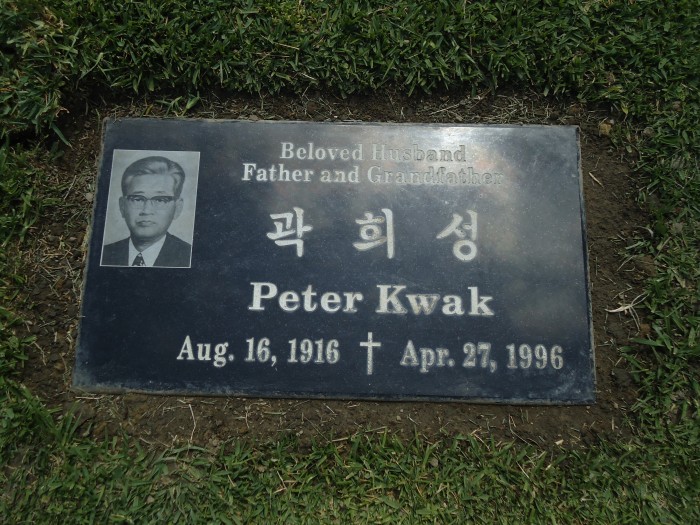 Beloved Husband
Father and Grandfather
곽 희 성
Peter Kwak
Aug. 16, 1916 Apr. 27, 1996